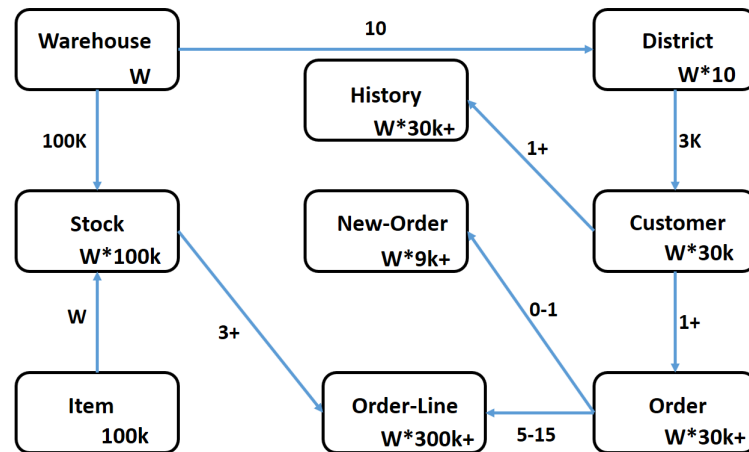 Warehouse
W
10
District
W*10
History
W*30k+
100K
1+
3K
Stock
W*100k
New-Order
W*9k+
Customer
W*30k
W
3+
0-1
1+
Item
100k
Order-Line
W*300k+
5-15
Order
W*30k+